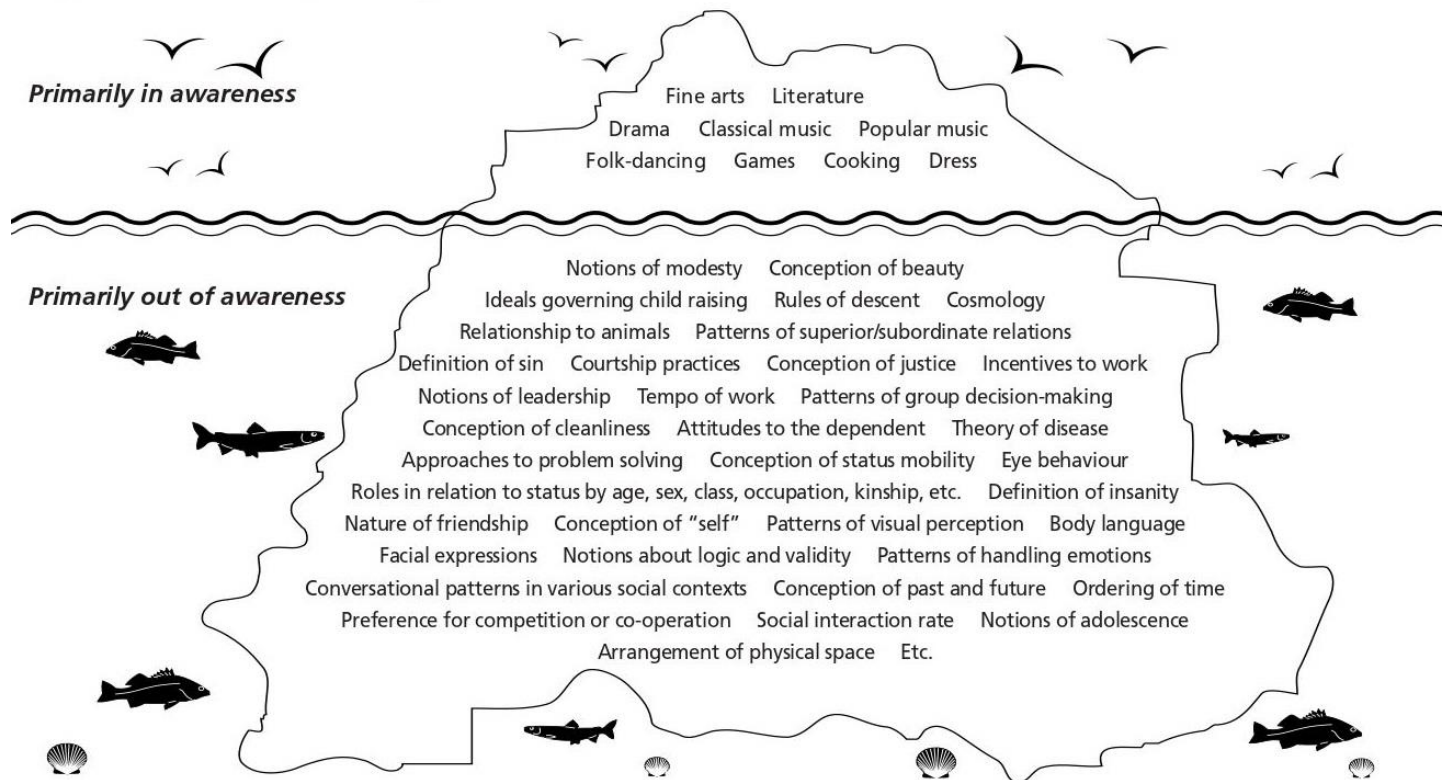 Primarily in awareness
Fine arts Literature
Drama Classical music Popular music
Folk-dancing Games Cooking Dress
Primarily out of awareness
Notions of modesty Conception of beauty
Ideals governing child raising Rules of descent Cosmology
Relationship to animals Patterns of superior/subordinate relations
Definition of sin Courtship practices Conception of justice Incentives to work
Notions of leadership Tempo of work Patterns of group decision-making
Conception of cleanliness Attitudes to the dependent Theory of disease
Approaches to problem solving Conception of status mobility Eye behaviour
Roles in relation to status by age, sex, class, occupation, kinship, etc. Definition of insanity
Nature of friendship Conception of “self” Patterns of visual perception Body language
Facial expressions Notions about logic and validity Patterns of handling emotions
Conversational patterns in various social contexts Conception of past and future Ordering of time
Preference for competition or co-operation Social interaction rate Notions of adolescence
Arrangement of physical space Etc.